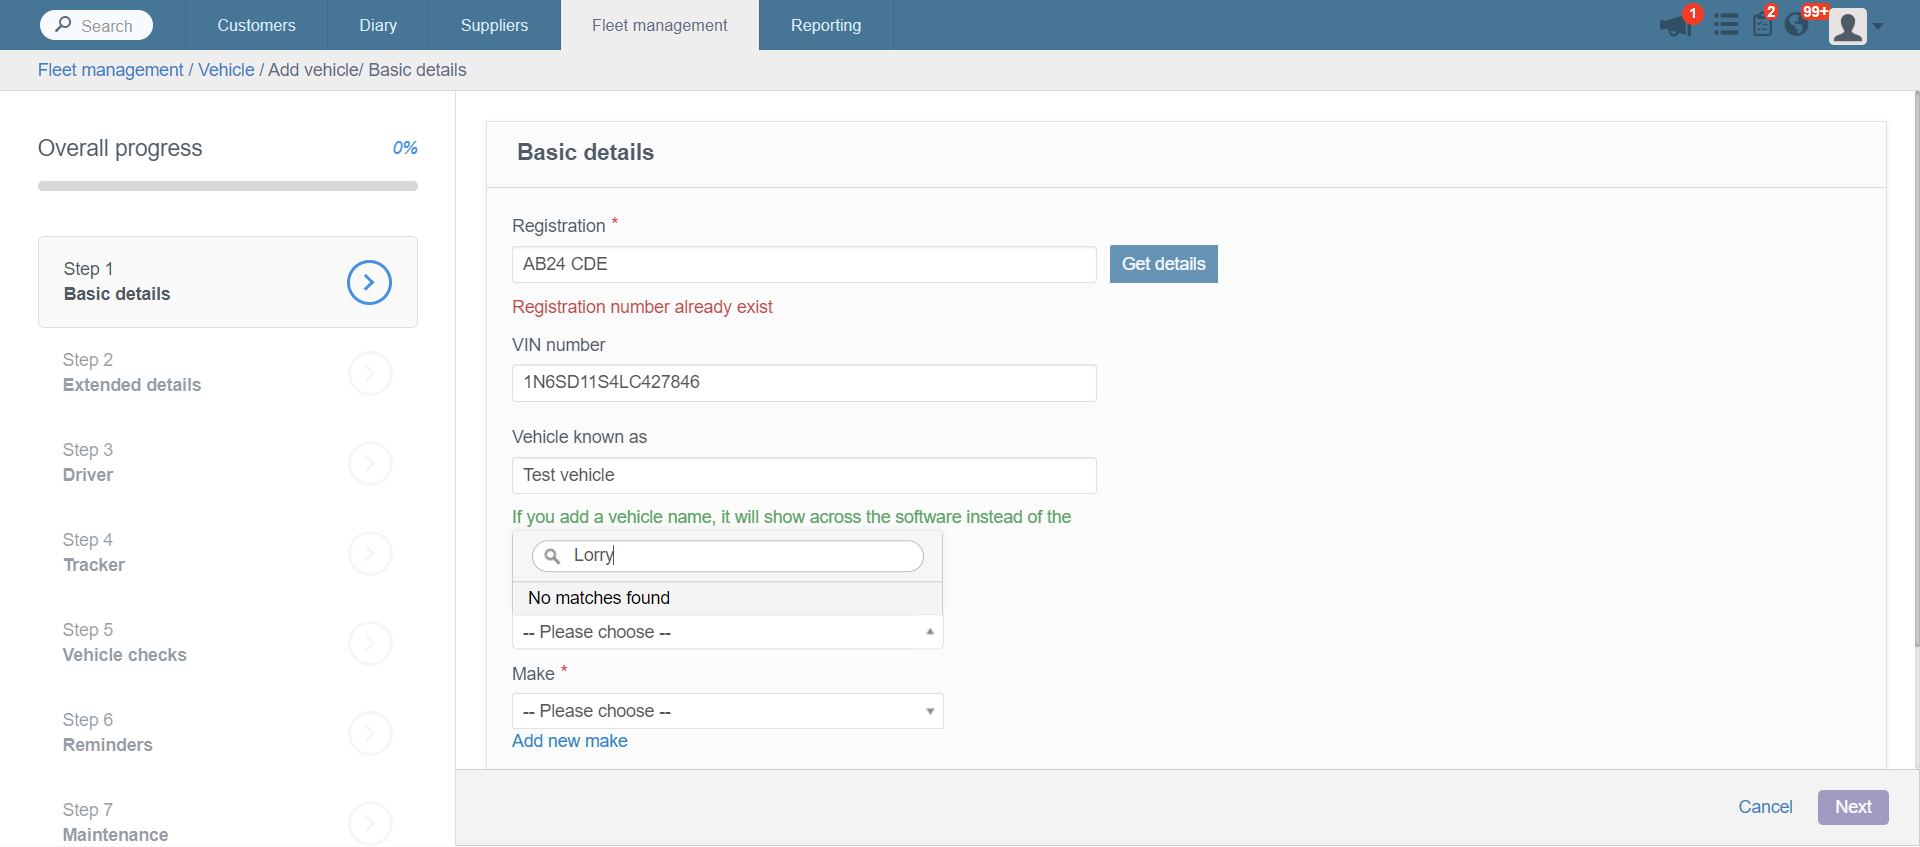 Search
Customers
Diary
Suppliers
Fleet management
Reporting
1
2
99+
Fleet management / Vehicle / Add vehicle/ Basic details
Overall progress
0%
Step 1
Basic details
Step 2
Extended details
Step 3
Driver
Step 4
Tracker
Step 5
Vehicle checks
Step 6
Reminders
Step 7
Maintenance
Basic details
Registration *
AB24 CDE
Get details
Registration number already exist
VIN number
1N6SD11S4LC427846
Vehicle known as
Test vehicle
If you add a vehicle name, it will show across the software instead of the
Lorry
No matches found
-- Please choose --
Make *
-- Please choose --
Add new make
Cancel
Next